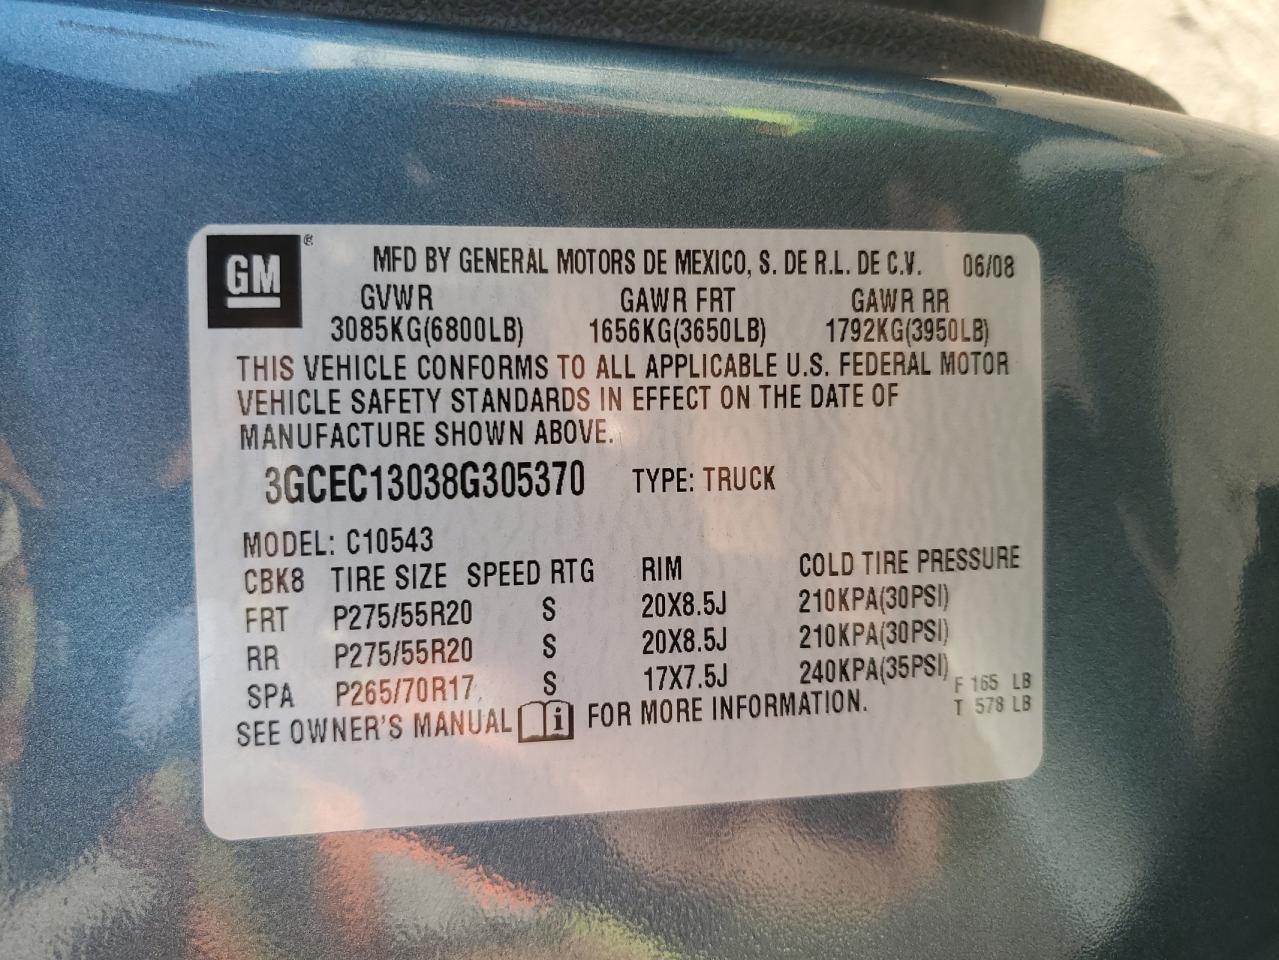 GM ®
MFD BY GENERAL MOTORS DE MEXICO, S. DE R.L. DE C.V. 06/08
GVWR GAWR FRT GAWR RR
3085KG(6800LB) 1656KG(3650LB) 1792KG(3950LB)
THIS VEHICLE CONFORMS TO ALL APPLICABLE U.S. FEDERAL MOTOR
VEHICLE SAFETY STANDARDS IN EFFECT ON THE DATE OF
MANUFACTURE SHOWN ABOVE.
3GCEC13038G305370 TYPE: TRUCK
MODEL: C10543
CBK8 TIRE SIZE SPEED RTG RIM COLD TIRE PRESSURE
FRT P275/55R20 S 20X8.5J 210KPA(30PSI)
RR P275/55R20 S 20X8.5J 210KPA(30PSI)
SPA P265/70R17 S 17X7.5J 240KPA(35PSI)
F 165 LB
T 578 LB
SEE OWNER'S MANUAL i FOR MORE INFORMATION.